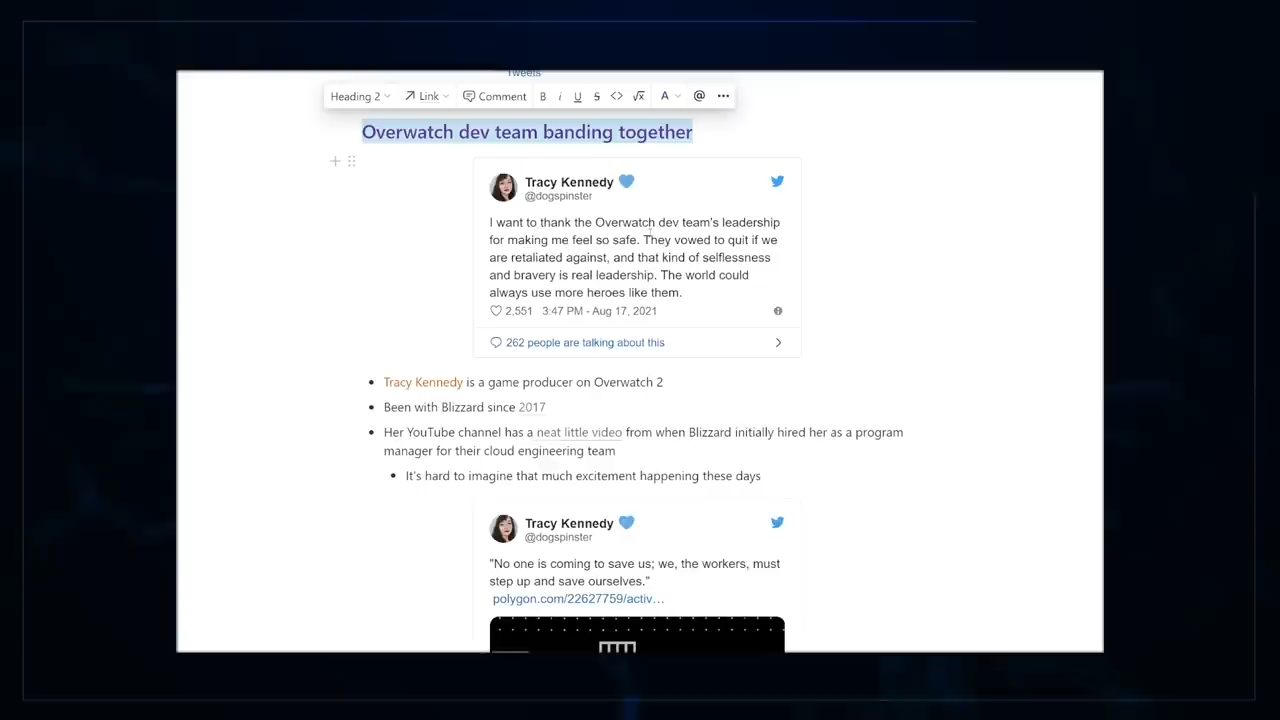 Tweets
Heading 2 Link Comment B i U S <> √x A @ •••
Overwatch dev team banding together
Tracy Kennedy 💙
@dogspinster
I want to thank the Overwatch dev team's leadership
for making me feel so safe. They vowed to quit if we
are retaliated against, and that kind of selflessness
and bravery is real leadership. The world could
always use more heroes like them.
2,551 3:47 PM - Aug 17, 2021
262 people are talking about this
• Tracy Kennedy is a game producer on Overwatch 2
• Been with Blizzard since 2017
• Her YouTube channel has a neat little video from when Blizzard initially hired her as a program
manager for their cloud engineering team
• It's hard to imagine that much excitement happening these days
Tracy Kennedy 💙
@dogspinster
"No one is coming to save us; we, the workers, must
step up and save ourselves."
polygon.com/22627759/activ…